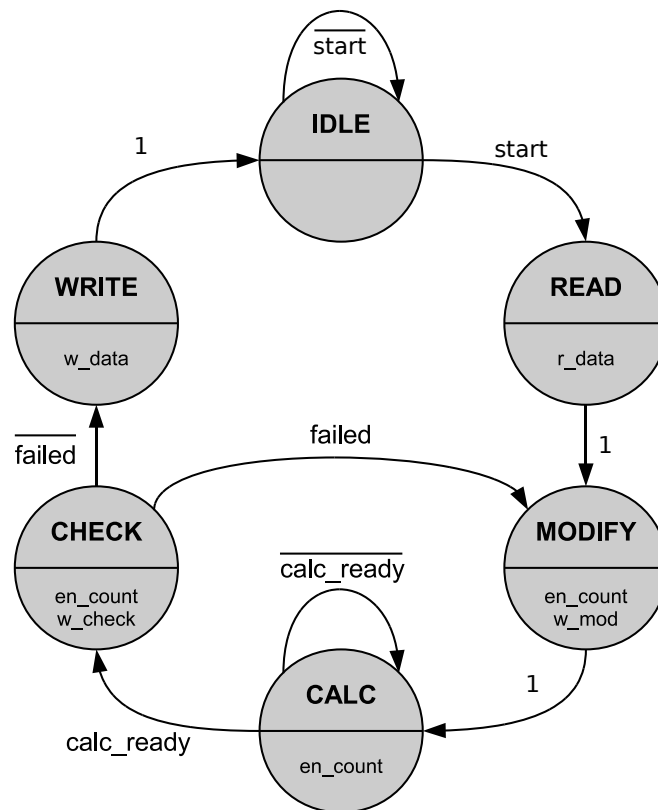 start
IDLE
1
start
WRITE
READ
w_data
r_data
failed
failed
1
CHECK
MODIFY
calc_ready
en_count
w_check
en_count
w_mod
CALC
1
calc_ready
en_count